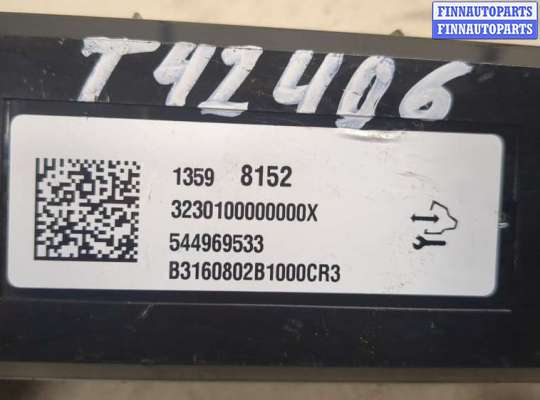 FINNAUTOPARTS
FINNAUTOPARTS
T42406
1359 8152
3230100000000X
544969533
B3160802B1000CR3